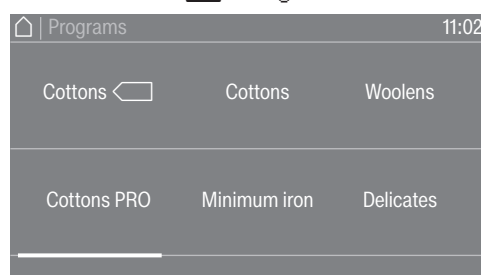 Programs 11:02
Cottons Cottons Woolens
Cottons PRO Minimum iron Delicates